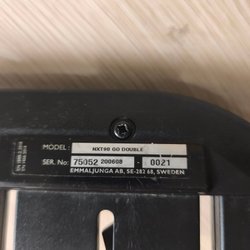 MODEL: NXT90 GO DOUBLE
SER. No: 75052 200608 - 0021
EMMALJUNGA AB, SE-282 68, SWEDEN